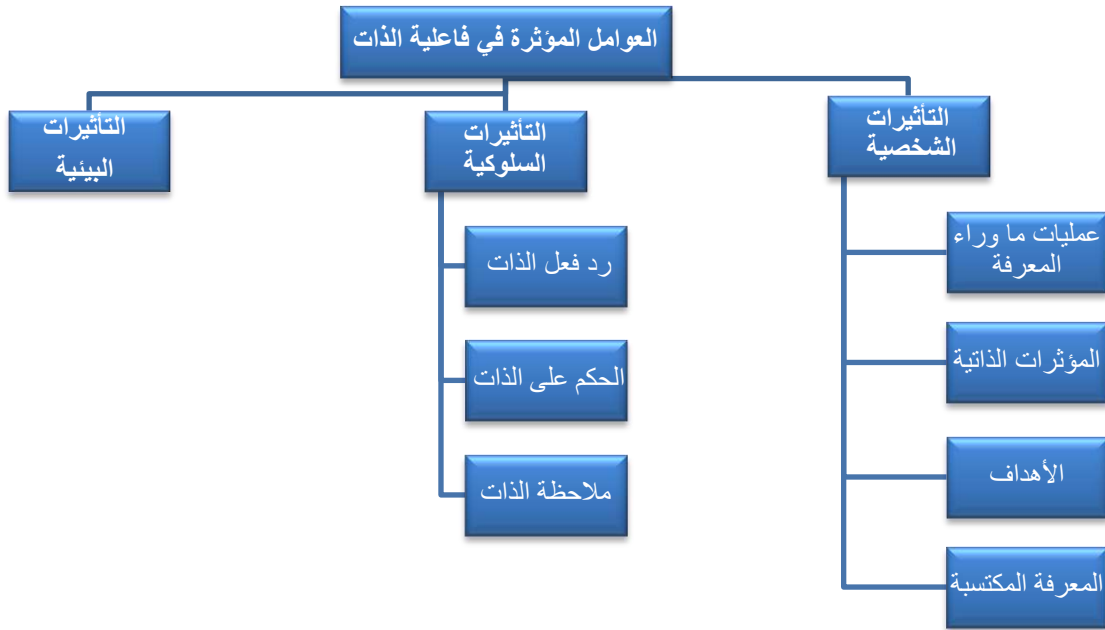 العوامل المؤثرة في فاعلية الذات
التأثيرات
الشخصية
عمليات ما وراء
المعرفة
المؤثرات الذاتية
الأهداف
المعرفة المكتسبة
التأثيرات
السلوكية
رد فعل الذات
الحكم على الذات
ملاحظة الذات
التأثيرات
البيئية